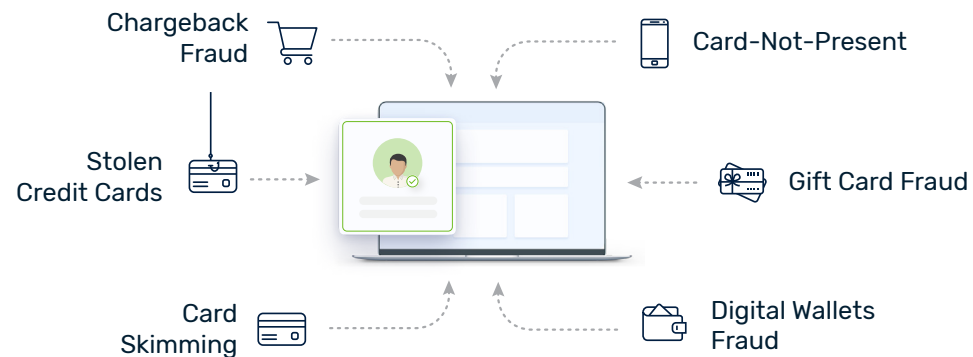 Chargeback
Fraud
Card-Not-Present
Stolen
Credit Cards
Gift Card Fraud
Card
Skimming
Digital Wallets
Fraud